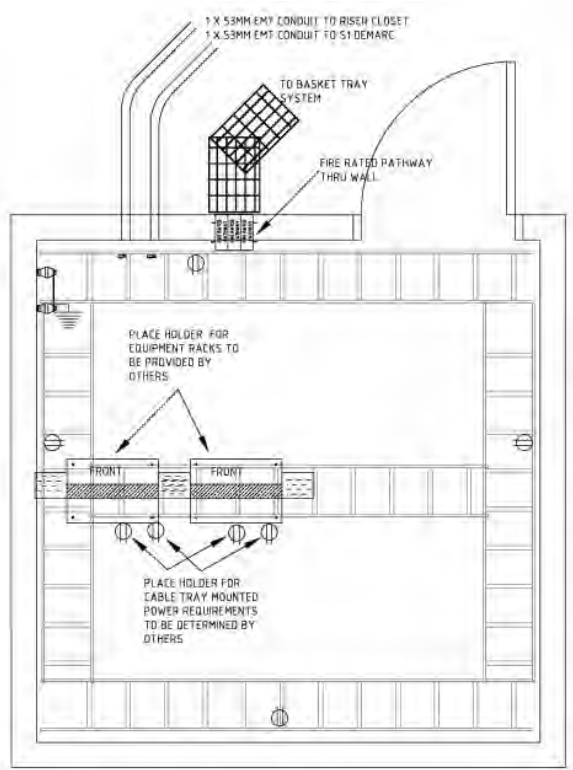 1 X 53MM EMT CONDUIT TO RISER CLOSET
1 X 53MM EMT CONDUIT TO S1 DEMARC
TO BASKET TRAY
SYSTEM
FIRE RATED PATHWAY
THRU WALL
PLACE HOLDER FOR
EQUIPMENT RACKS TO
BE PROVIDED BY
OTHERS
FRONT
FRONT
PLACE HOLDER FOR
CABLE TRAY MOUNTED
POWER REQUIREMENTS
TO BE DETERMINED BY
OTHERS